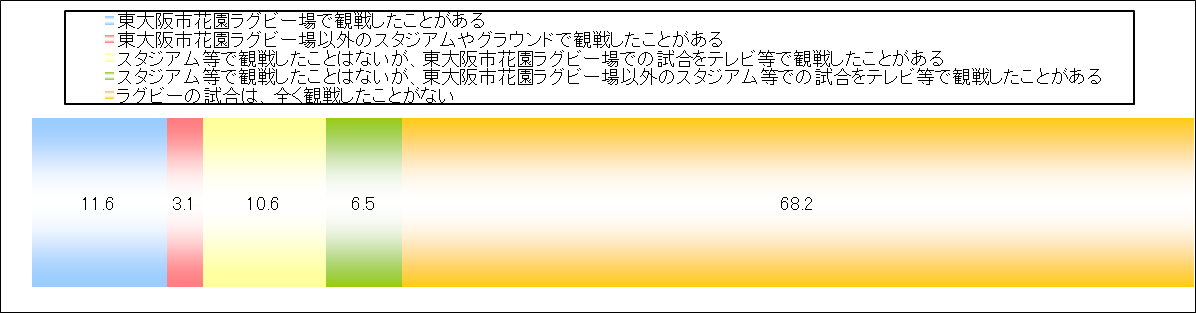 東大阪市花園ラグビー場で観戦したことがある
東大阪市花園ラグビー場以外のスタジアムやグラウンドで観戦したことがある
スタジアム等で観戦したことはないが、東大阪市花園ラグビー場での試合をテレビ等で観戦したことがある
スタジアム等で観戦したことはないが、東大阪市花園ラグビー場以外のスタジアム等での試合をテレビ等で観戦したことがある
ラグビーの試合は、全く観戦したことがない
11.6 3.1 10.6 6.5 68.2